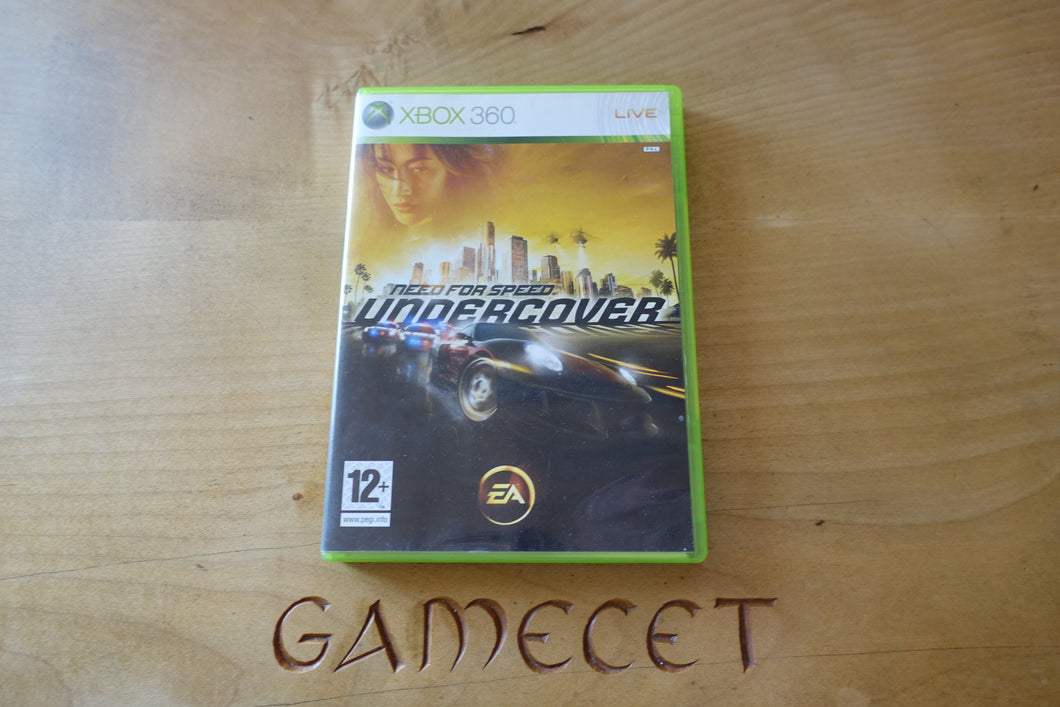 XBOX 360
LIVE
PAL
NEED FOR SPEED
UNDERCOVER
12+
www.pegi.info
EA
GAMECET